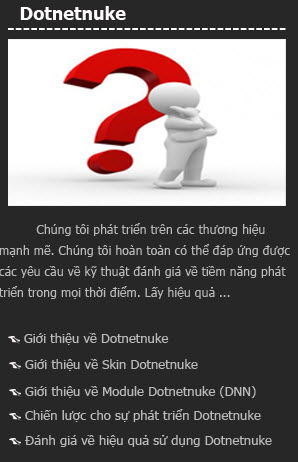 Dotnetnuke
Chúng tôi phát triển trên các thương hiệu
mạnh mẽ. Chúng tôi hoàn toàn có thể đáp ứng được
các yêu cầu về kỹ thuật đánh giá về tiềm năng phát
triển trong mọi thời điểm. Lấy hiệu quả ...
Giới thiệu về Dotnetnuke
Giới thiệu về Skin Dotnetnuke
Giới thiệu về Module Dotnetnuke (DNN)
Chiến lược cho sự phát triển Dotnetnuke
Đánh giá về hiệu quả sử dụng Dotnetnuke